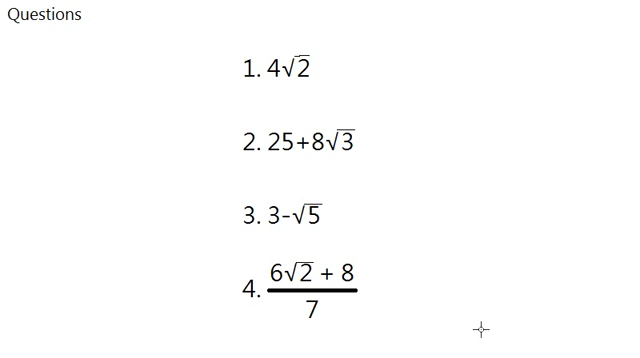 Questions
1. 4√2
2. 25+8√3
3. 3-√5
4. 6√2 + 8
7